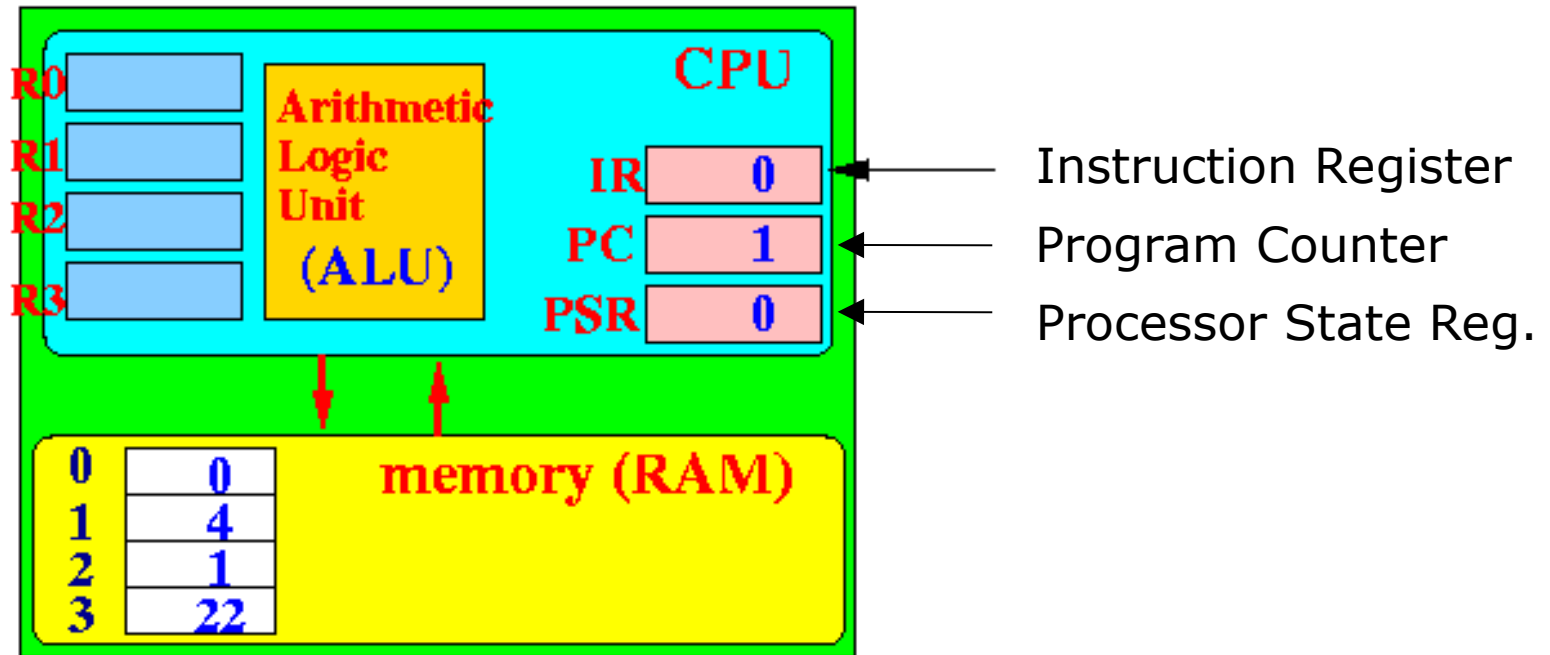 CPU
R0
R1
R2
R3
Arithmetic
Logic
Unit
(ALU)
IR 0
PC 1
PSR 0
Instruction Register
Program Counter
Processor State Reg.
memory (RAM)
0 0
1 4
2 1
3 22